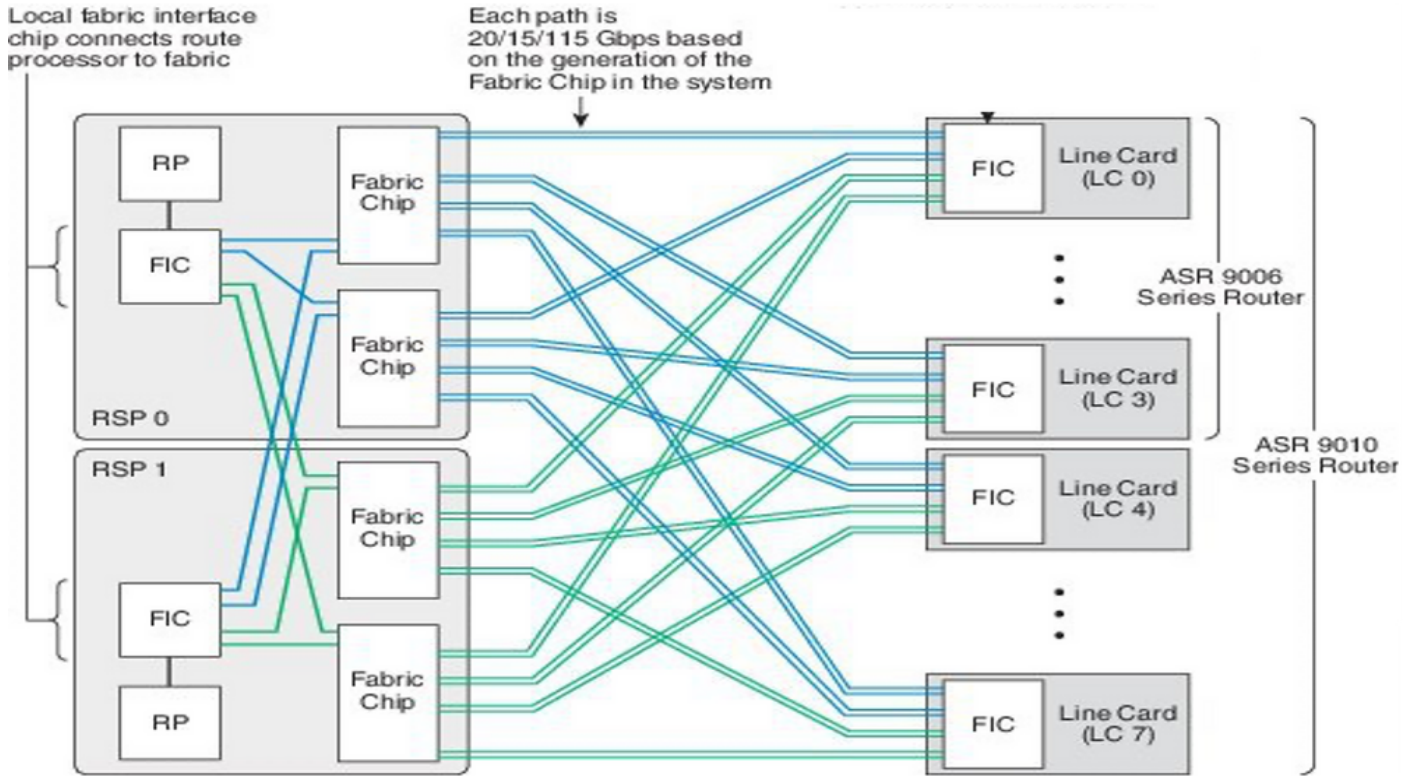 Local fabric interface
chip connects route
processor to fabric
Each path is
20/15/115 Gbps based
on the generation of the
Fabric Chip in the system
RP
FIC
Fabric
Chip
Fabric
Chip
RSP 0
RSP 1
Fabric
Chip
FIC
RP
Fabric
Chip
FIC
Line Card
(LC 0)
FIC
Line Card
(LC 3)
FIC
Line Card
(LC 4)
FIC
Line Card
(LC 7)
ASR 9006
Series Router
ASR 9010
Series Router